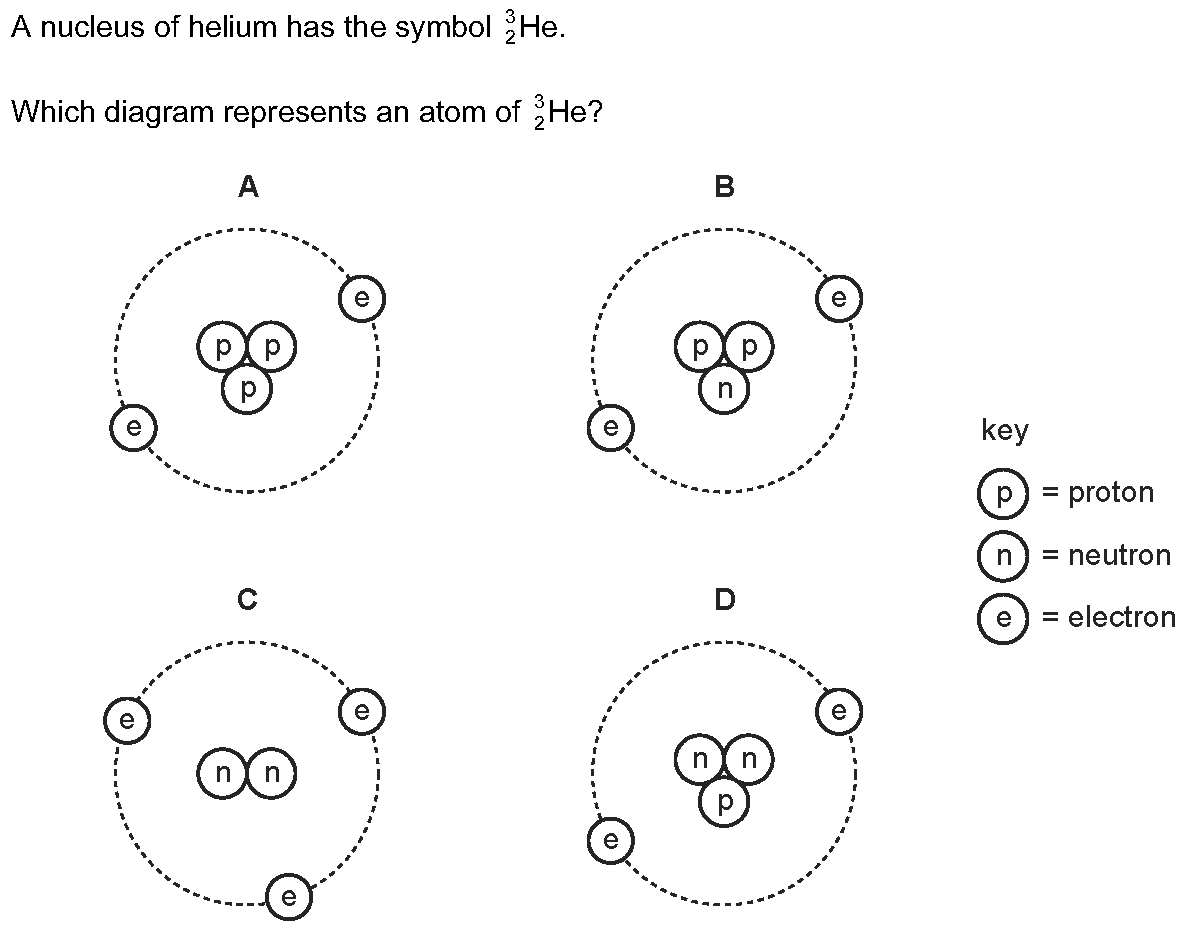 A nucleus of helium has the symbol ³₂He.
Which diagram represents an atom of ³₂He?
A
B
e
e
p p
p p
p
n
e
e
key
p = proton
n = neutron
C
D
e = electron
e
e
e
n n
n n
p
e
e